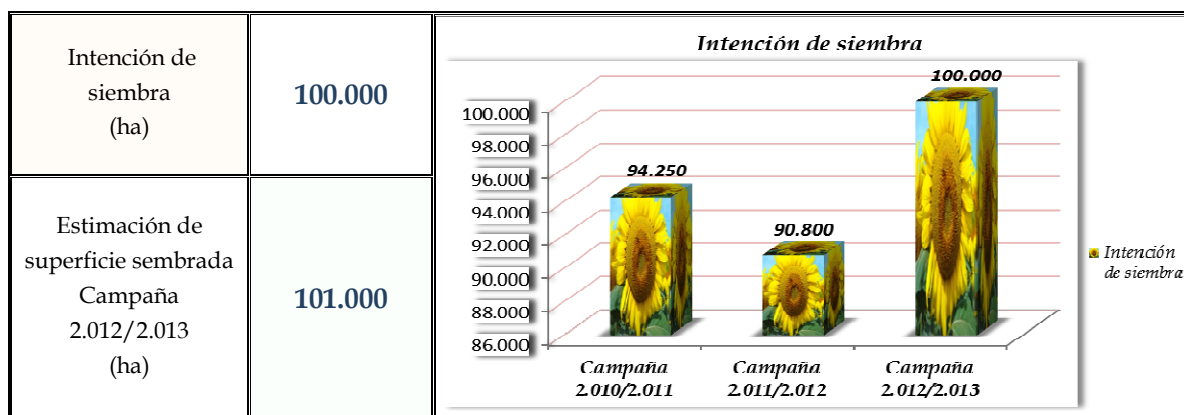 Intención de
siembra
(ha)
100.000
Estimación de
superficie sembrada
Campaña
2.012/2.013
(ha)
101.000
Intención de siembra
100.000
98.000
96.000
94.000
92.000
90.000
88.000
86.000
94.250
90.800
100.000
Campaña
2.010/2.011
Campaña
2.011/2.012
Campaña
2.012/2.013
Intención
de siembra